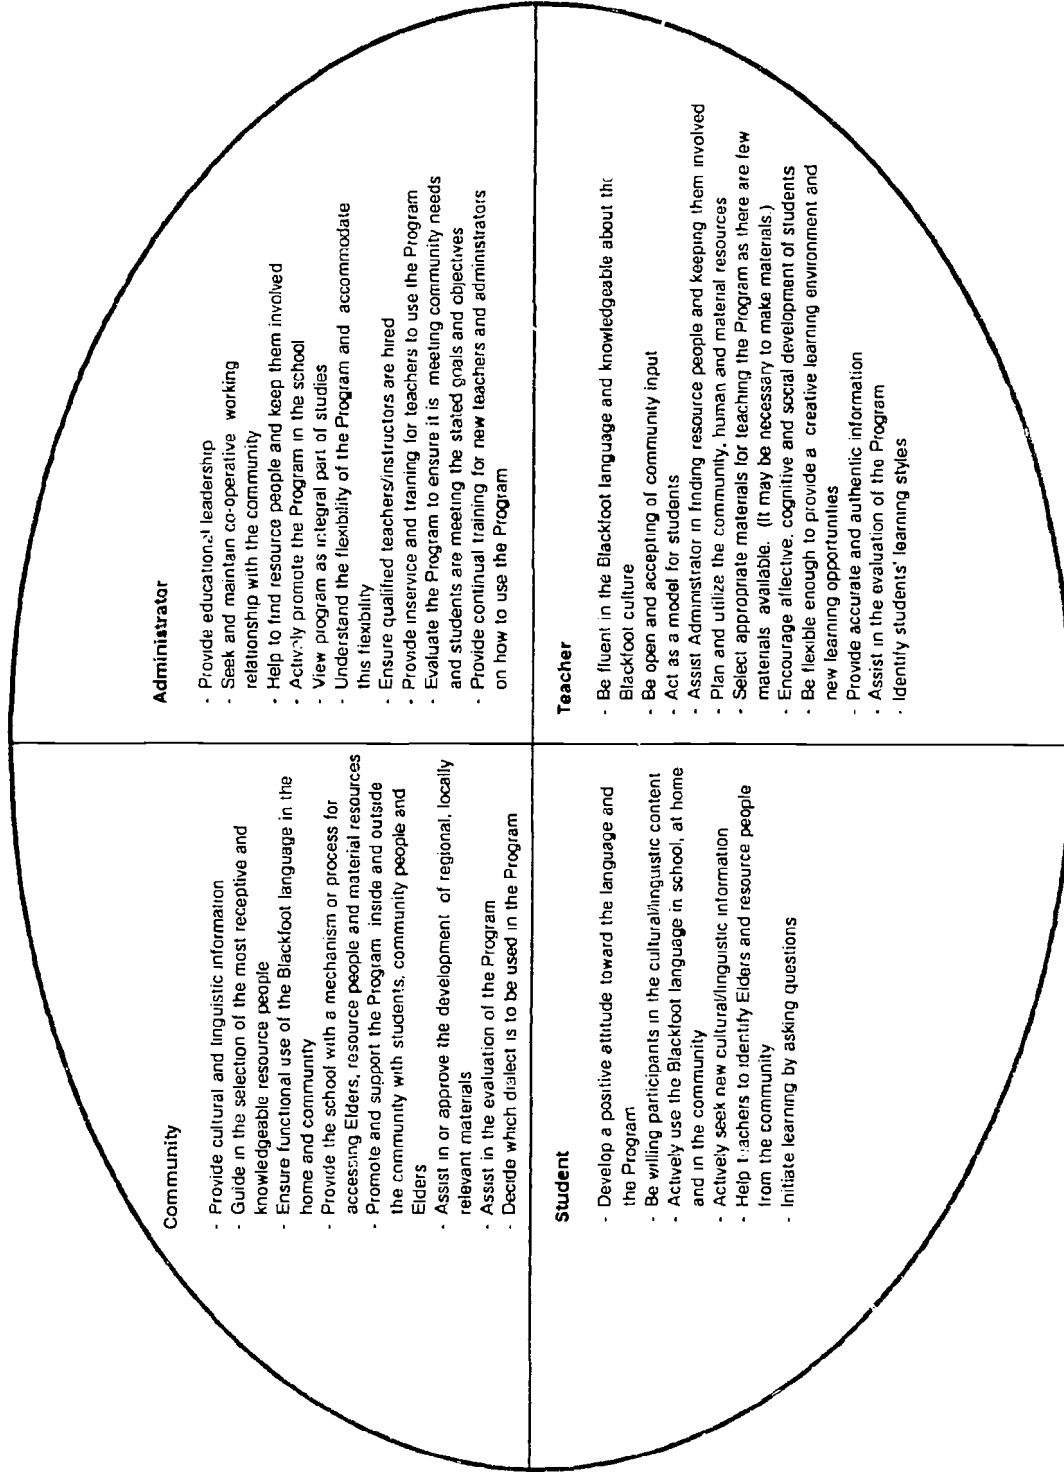 Community
- Provide cultural and linguistic information
- Guide in the selection of the most receptive and
knowledgeable resource people
- Ensure functional use of the Blackfoot language in the
home and community
- Provide the school with a mechanism or process for
accessing Elders, resource people and material resources
- Promote and support the Program inside and outside
the community with students, community people and
Elders
- Assist in or approve the development of regional, locally
relevant materials
- Assist in the evaluation of the Program
- Decide which dialect is to be used in the Program
Administrator
- Provide educational leadership
- Seek and maintain co-operative working
relationship with the community
- Help to find resource people and keep them involved
- Actively promote the Program in the school
- View program as integral part of studies
- Understand the flexibility of the Program and accommodate
this flexibility
- Ensure qualified teachers/instructors are hired
- Provide inservice and training for teachers to use the Program
- Evaluate the Program to ensure it is meeting community needs
and students are meeting the stated goals and objectives
- Provide continual training for new teachers and administrators
on how to use the Program
Student
- Develop a positive attitude toward the language and
the Program
- Be willing participants in the cultural/linguistic content
- Actively use the Blackfoot language in school, at home
and in the community
- Actively seek new cultural/linguistic information
- Help teachers to identify Elders and resource people
from the community
- Initiate learning by asking questions
Teacher
- Be fluent in the Blackfoot language and knowledgeable about the
Blackfoot culture
- Be open and accepting of community input
- Act as a model for students
- Assist Administrator in finding resource people and keeping them involved
- Plan and utilize the community, human and material resources
- Select appropriate materials for teaching the Program as there are few
materials available. (It may be necessary to make materials.)
- Encourage affective, cognitive and social development of students
- Be flexible enough to provide a creative learning environment and
new learning opportunities
- Provide accurate and authentic information
- Assist in the evaluation of the Program
- Identify students' learning styles